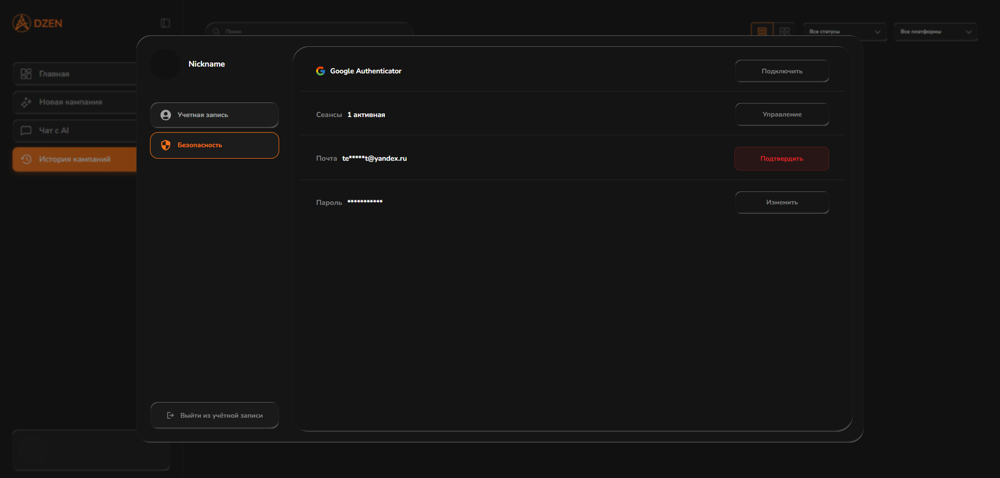 DZEN
Поиск
Все статусы
Все платформы
Главная
Новая кампания
Чат с AI
История кампаний
Nickname
Учетная запись
Безопасность
Выйти из учётной записи
Google Authenticator
Подключить
Сеансы 1 активная
Управление
Почта te*****t@yandex.ru
Подтвердить
Пароль ***********
Изменить